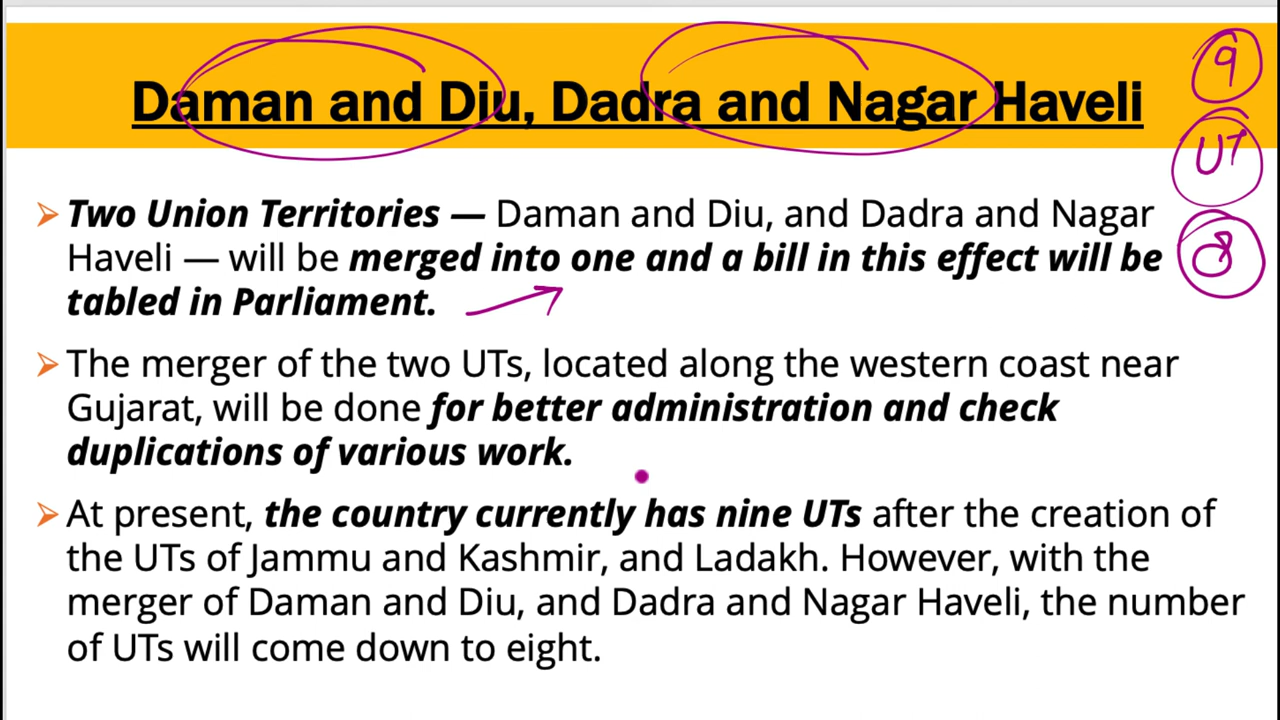 Daman and Diu, Dadra and Nagar Haveli
9
UT
8
➢ Two Union Territories — Daman and Diu, and Dadra and Nagar
Haveli — will be merged into one and a bill in this effect will be
tabled in Parliament.
➢ The merger of the two UTs, located along the western coast near
Gujarat, will be done for better administration and check
duplications of various work.
➢ At present, the country currently has nine UTs after the creation of
the UTs of Jammu and Kashmir, and Ladakh. However, with the
merger of Daman and Diu, and Dadra and Nagar Haveli, the number
of UTs will come down to eight.